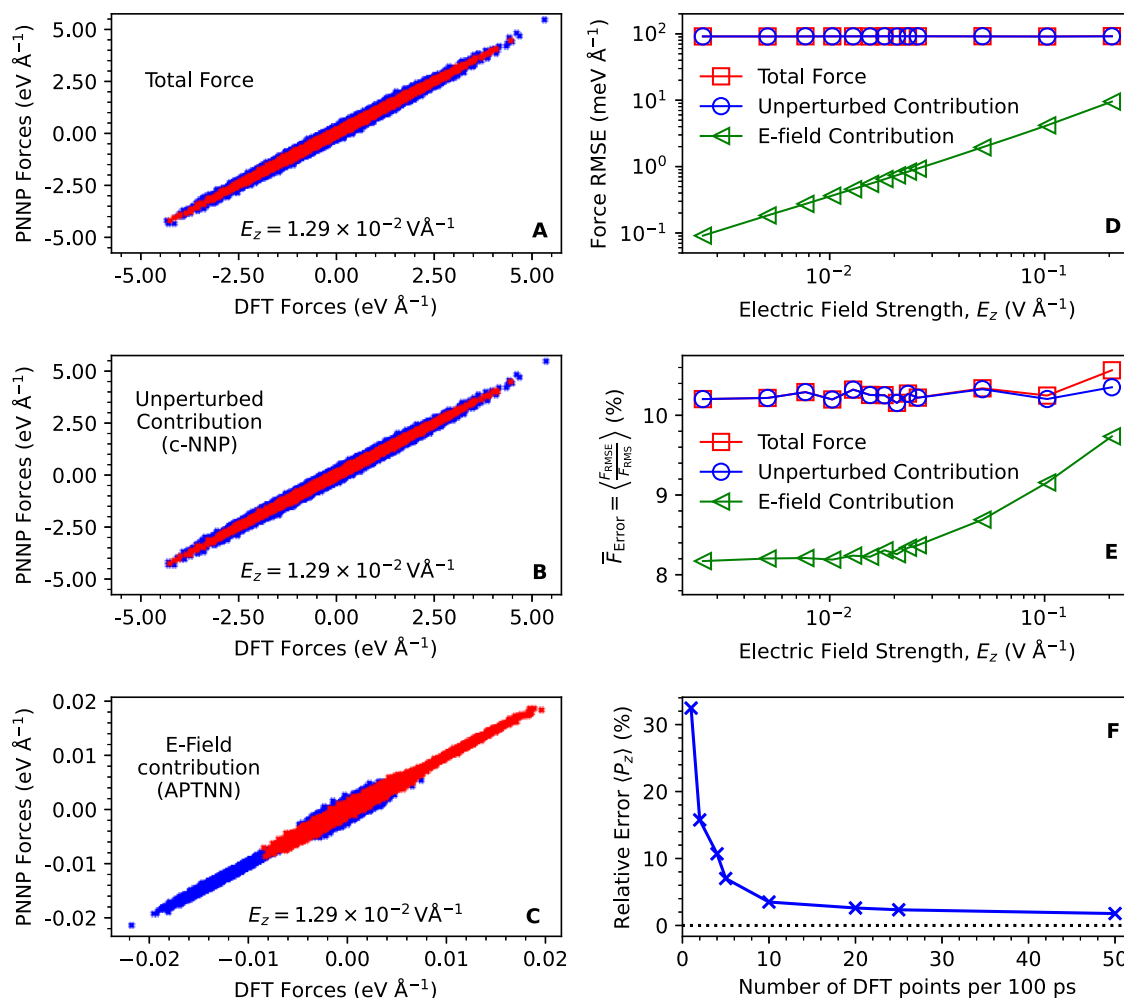 PNNP Forces (eV Å⁻¹)
5.00
2.50
0.00
-2.50
-5.00
Total Force
E_z = 1.29 × 10⁻² VÅ⁻¹
A
-5.00 -2.50 0.00 2.50 5.00
DFT Forces (eV Å⁻¹)
Force RMSE (meV Å⁻¹)
10²
10¹
10⁰
10⁻¹
Total Force
Unperturbed Contribution
E-field Contribution
D
10⁻² 10⁻¹
Electric Field Strength, E_z (V Å⁻¹)
PNNP Forces (eV Å⁻¹)
5.00
2.50
0.00
-2.50
-5.00
Unperturbed
Contribution
(c-NNP)
E_z = 1.29 × 10⁻² VÅ⁻¹
B
-5.00 -2.50 0.00 2.50 5.00
DFT Forces (eV Å⁻¹)
F̅_Error = ⟨F_RMSE/F_RMS⟩ (%)
10
9
8
Total Force
Unperturbed Contribution
E-field Contribution
E
10⁻² 10⁻¹
Electric Field Strength, E_z (V Å⁻¹)
PNNP Forces (eV Å⁻¹)
0.02
0.01
0.00
-0.01
-0.02
E-Field
contribution
(APTNN)
E_z = 1.29 × 10⁻² VÅ⁻¹
C
−0.02 −0.01 0.00 0.01 0.02
DFT Forces (eV Å⁻¹)
Relative Error ⟨P_z⟩ (%)
30
20
10
0
F
0 10 20 30 40 50
Number of DFT points per 100 ps